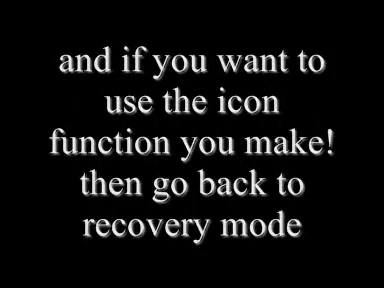 and if you want to
use the icon
function you make!
then go back to
recovery mode